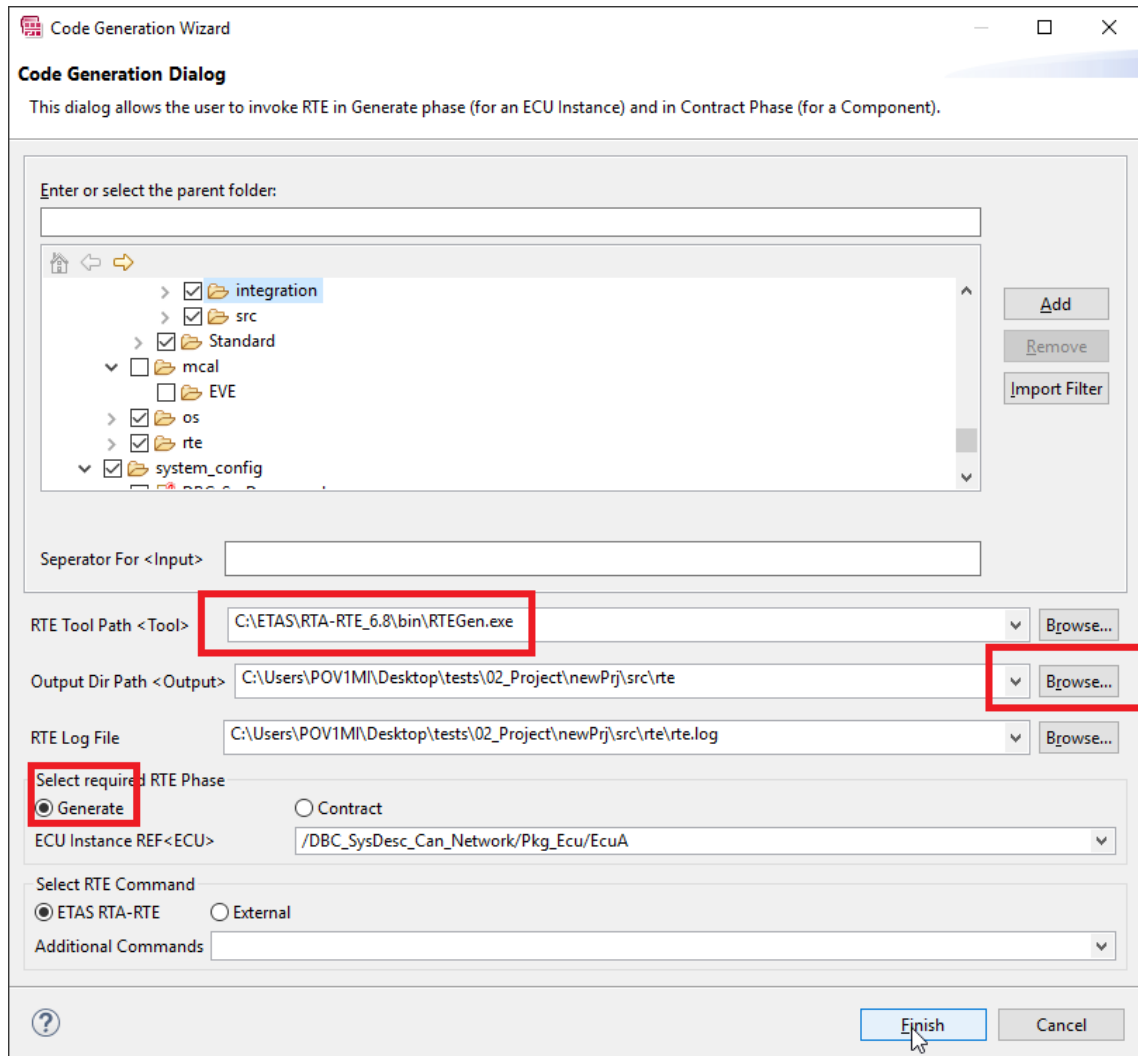 Code Generation Wizard
Code Generation Dialog
This dialog allows the user to invoke RTE in Generate phase (for an ECU Instance) and in Contract Phase (for a Component).
Enter or select the parent folder:
integration
Add
src
Standard
Remove
mcal
EVE
Import Filter
os
rte
system_config
Seperator For <Input>
RTE Tool Path <Tool> C:\ETAS\RTA-RTE_6.8\bin\RTEGen.exe Browse...
Output Dir Path <Output> C:\Users\POV1MI\Desktop\tests\02_Project\newPrj\src\rte Browse...
RTE Log File C:\Users\POV1MI\Desktop\tests\02_Project\newPrj\src\rte\rte.log Browse...
Select required RTE Phase
Generate Contract
ECU Instance REF<ECU> /DBC_SysDesc_Can_Network/Pkg_Ecu/EcuA
Select RTE Command
ETAS RTA-RTE External
Additional Commands
? Finish Cancel